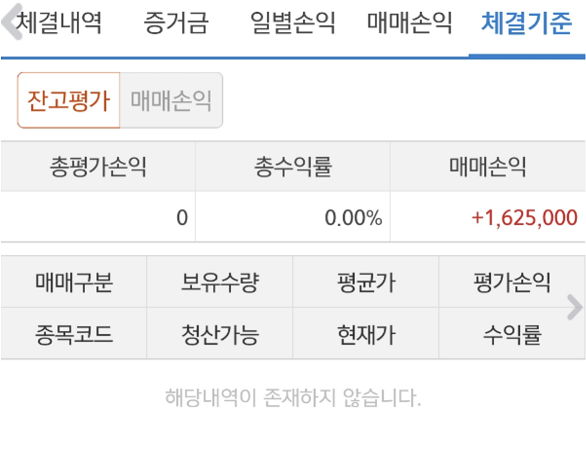 체결내역 증거금 일별손익 매매손익 체결기준
잔고평가 매매손익
총평가손익 총수익률 매매손익
0 0.00% +1,625,000
매매구분 보유수량 평균가 평가손익
종목코드 청산가능 현재가 수익률
해당내역이 존재하지 않습니다.